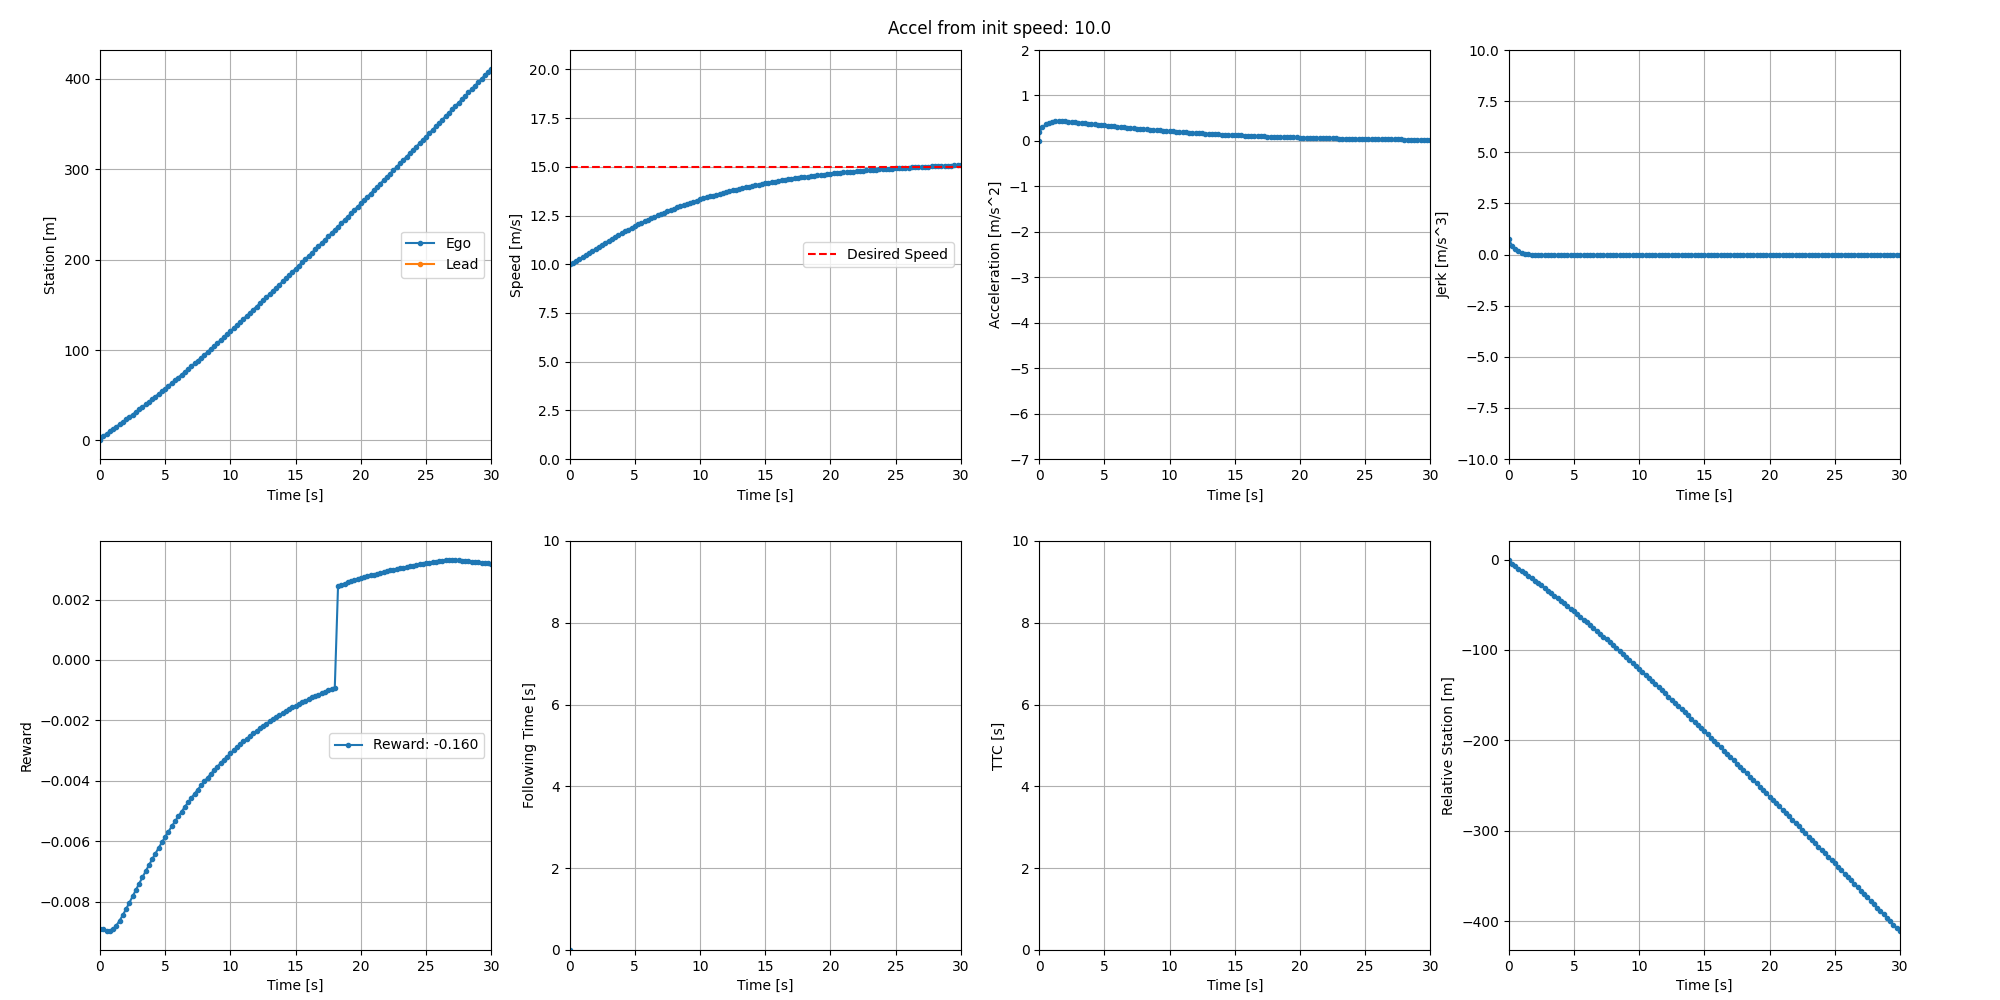 Accel from init speed: 10.0
Station [m]
400
300
200
100
0
Ego
Lead
0 5 10 15 20 25 30
Time [s]
Speed [m/s]
20.0
17.5
15.0
12.5
10.0
7.5
5.0
2.5
0.0
Desired Speed
0 5 10 15 20 25 30
Time [s]
Acceleration [m/s^2]
2
1
0
−1
−2
−3
−4
−5
−6
−7
0 5 10 15 20 25 30
Time [s]
Jerk [m/s^3]
10.0
7.5
5.0
2.5
0.0
−2.5
−5.0
−7.5
−10.0
0 5 10 15 20 25 30
Time [s]
Reward
0.002
0.000
−0.002
−0.004
−0.006
−0.008
Reward: -0.160
0 5 10 15 20 25 30
Time [s]
Following Time [s]
10
8
6
4
2
0
0 5 10 15 20 25 30
Time [s]
TTC [s]
10
8
6
4
2
0
0 5 10 15 20 25 30
Time [s]
Relative Station [m]
0
−100
−200
−300
−400
0 5 10 15 20 25 30
Time [s]